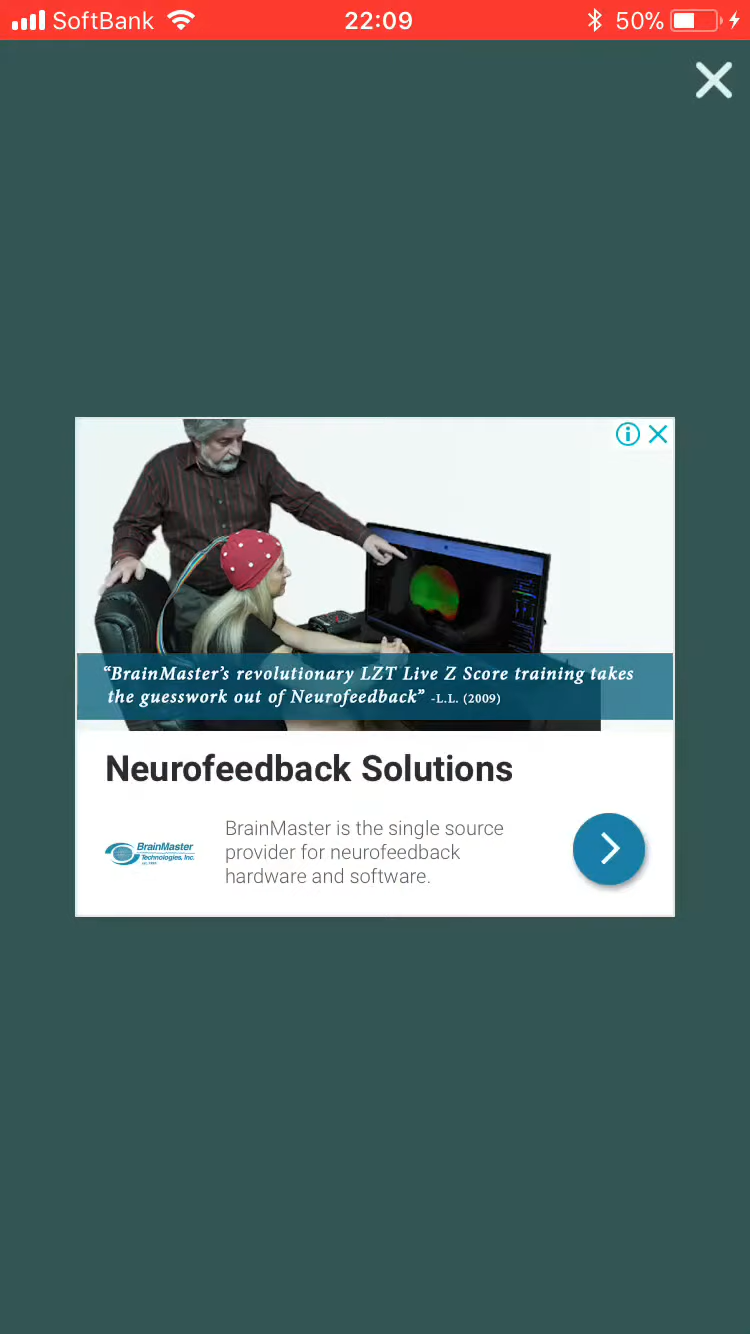 SoftBank
22:09
50%
“BrainMaster’s revolutionary LZT Live Z Score training takes
the guesswork out of Neurofeedback” -L.L. (2009)
Neurofeedback Solutions
BrainMaster
Technologies, Inc.
BrainMaster is the single source
provider for neurofeedback
hardware and software.